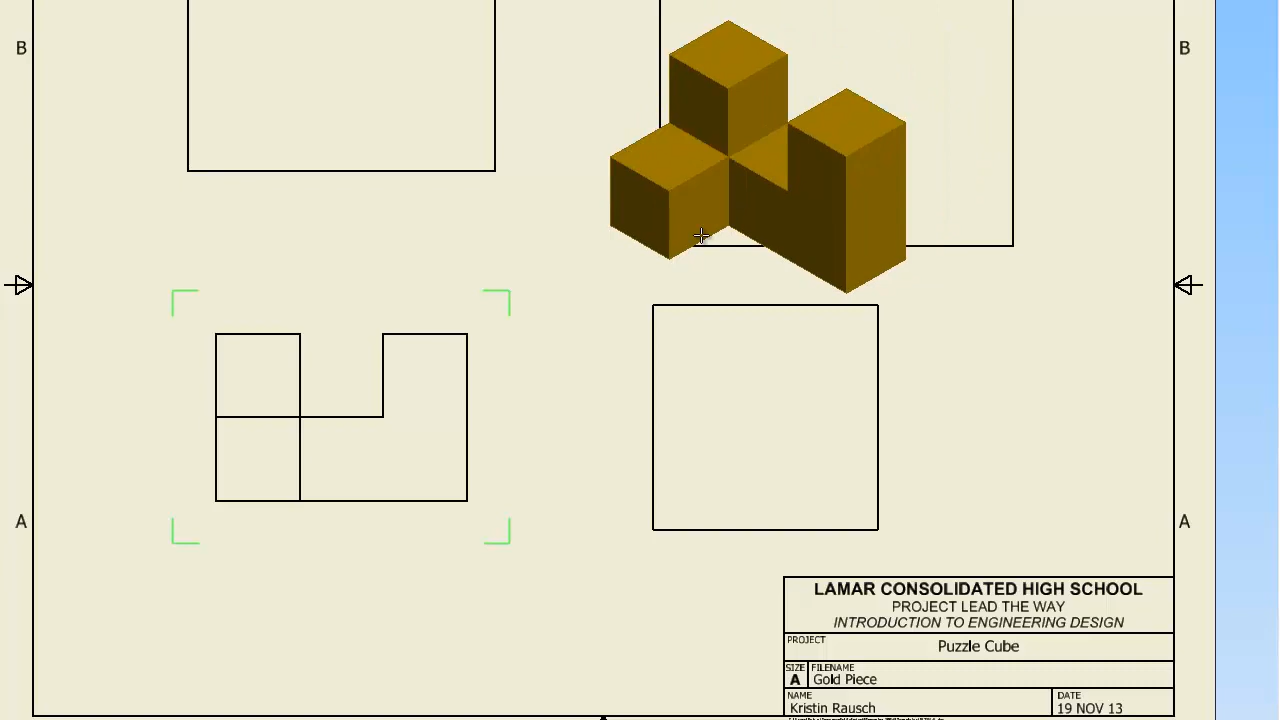 B
B
A
A
LAMAR CONSOLIDATED HIGH SCHOOL
PROJECT LEAD THE WAY
INTRODUCTION TO ENGINEERING DESIGN
PROJECT
Puzzle Cube
SIZE FILENAME
A Gold Piece
NAME DATE
Kristin Rausch 19 NOV 13